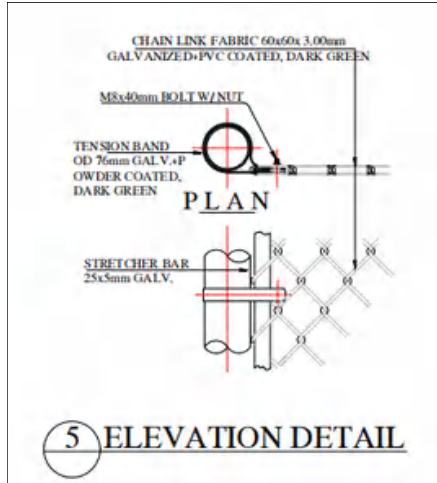 CHAIN LINK FABRIC 60x60x 3,00mm
GALVANIZED+PVC COATED, DARK GREEN
M8x40mm BOLT W/ NUT
TENSION BAND
OD 76mm GALV.+P
OWDER COATED,
DARK GREEN
PLAN
STRETCHER BAR
25x5mm GALV.
5 ELEVATION DETAIL